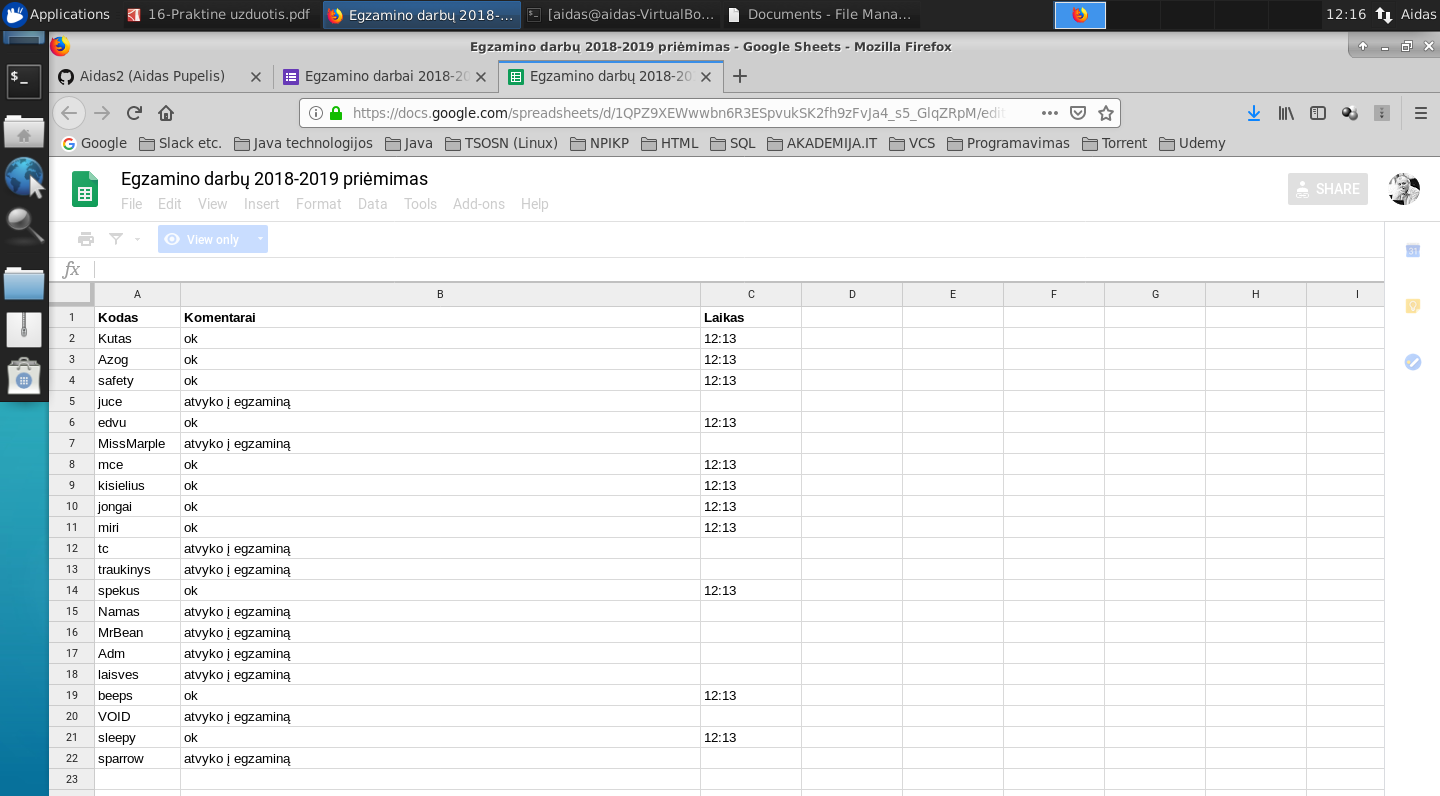 Applications 16-Praktine uzduotis.pdf Egzamino darbų 2018-... [aidas@aidas-VirtualBo... Documents - File Mana... 12:16 Aidas
Egzamino darbų 2018-2019 priėmimas - Google Sheets - Mozilla Firefox
Aidas2 (Aidas Pupelis) Egzamino darbai 2018-20 Egzamino darbų 2018-20
https://docs.google.com/spreadsheets/d/1QPZ9XEWwwbn6R3ESpvukSK2fh9zFvJa4_s5_GlqZRpM/edit
Google Slack etc. Java technologijos Java TSOSN (Linux) NPIKP HTML SQL AKADEMIJA.IT VCS Programavimas Torrent Udemy
Egzamino darbų 2018-2019 priėmimas
SHARE
File Edit View Insert Format Data Tools Add-ons Help
View only
31
fx
A B C D E F G H I
1 Kodas Komentarai Laikas
2 Kutas ok 12:13
3 Azog ok 12:13
4 safety ok 12:13
5 juce atvyko į egzaminą
6 edvu ok 12:13
7 MissMarple atvyko į egzaminą
8 mce ok 12:13
9 kisielius ok 12:13
10 jongai ok 12:13
11 miri ok 12:13
12 tc atvyko į egzaminą
13 traukinys atvyko į egzaminą
14 spekus ok 12:13
15 Namas atvyko į egzaminą
16 MrBean atvyko į egzaminą
17 Adm atvyko į egzaminą
18 laisves atvyko į egzaminą
19 beeps ok 12:13
20 VOID atvyko į egzaminą
21 sleepy ok 12:13
22 sparrow atvyko į egzaminą
23